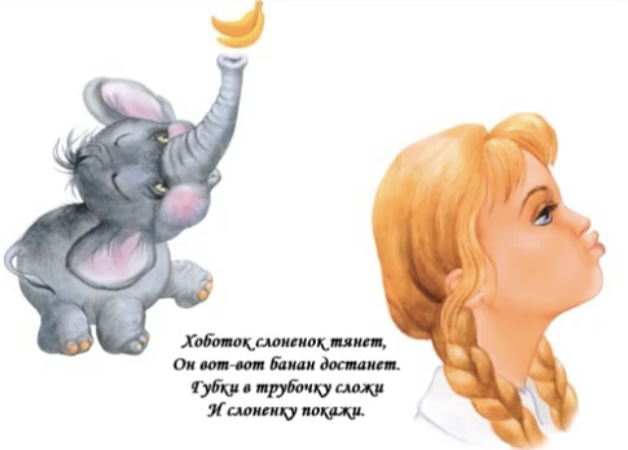 Хоботок слоненок тянет,
Он вот-вот банан достанет.
Губки в трубочку сложи
И слоненку покажи.